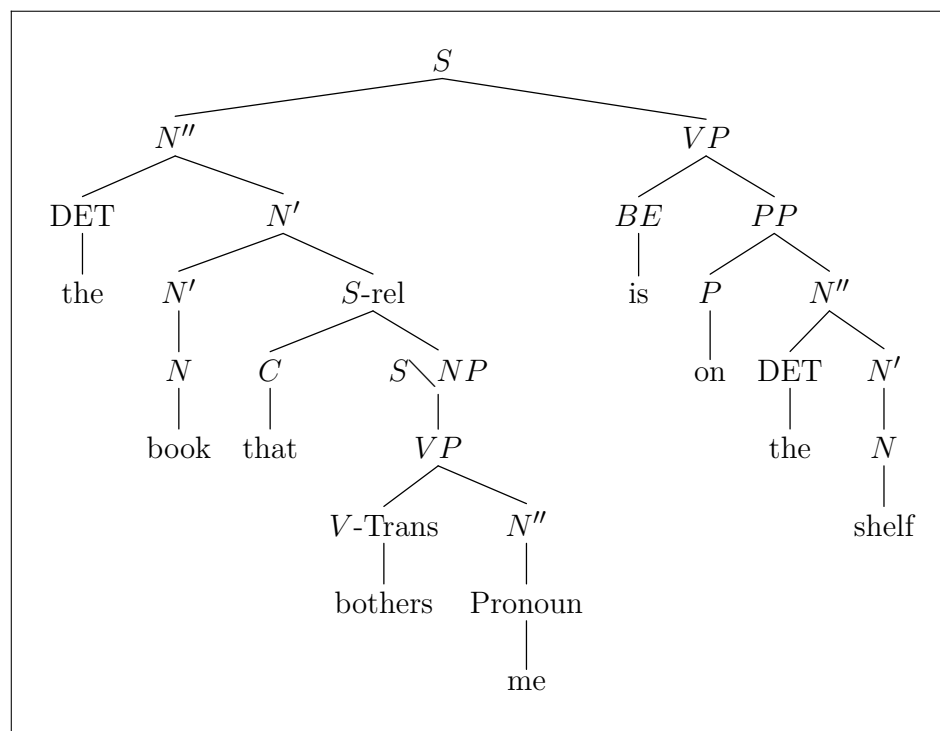 S
N″ VP
DET N′ BE PP
the N′ S-rel is P N″
N C S\NP on DET N′
book that VP the N
V-Trans N″ shelf
bothers Pronoun
me